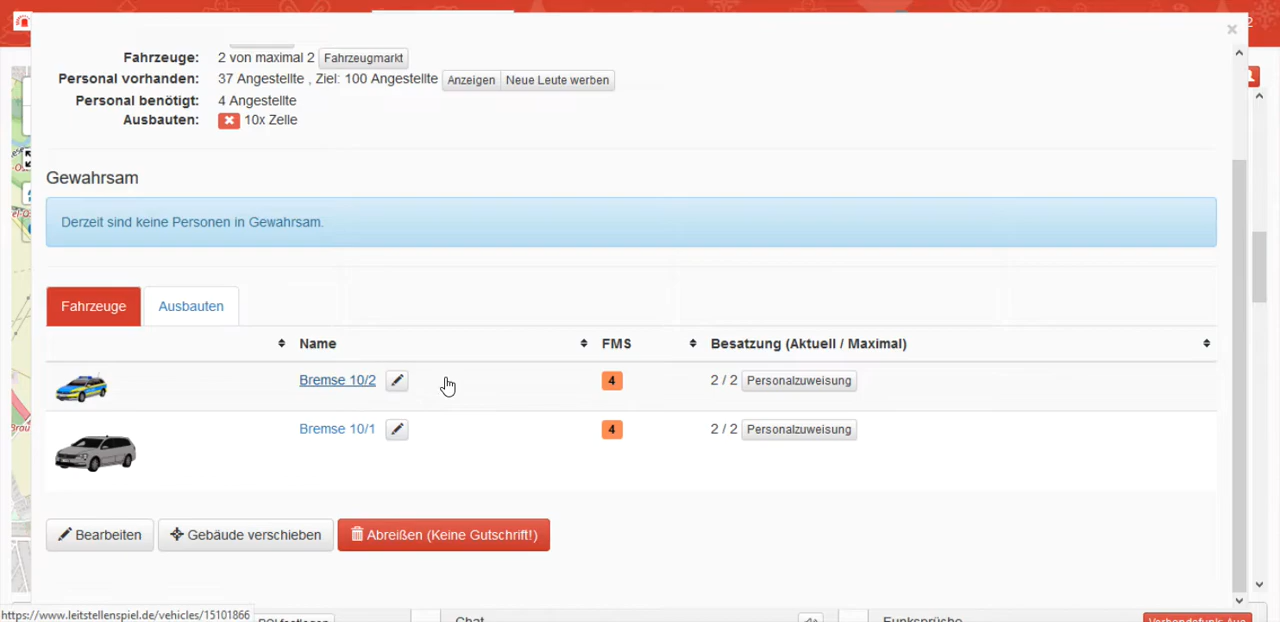 ×
2
Fahrzeuge: 2 von maximal 2 Fahrzeugmarkt
Personal vorhanden: 37 Angestellte , Ziel: 100 Angestellte Anzeigen Neue Leute werben
Personal benötigt: 4 Angestellte
Ausbauten: 10x Zelle
Gewahrsam
Derzeit sind keine Personen in Gewahrsam.
Fahrzeuge Ausbauten
Name FMS Besatzung (Aktuell / Maximal)
Bremse 10/2 4 2 / 2 Personalzuweisung
Bremse 10/1 4 2 / 2 Personalzuweisung
Bearbeiten Gebäude verschieben Abreißen (Keine Gutschrift!)
https://www.leitstellenspiel.de/vehicles/15101866
Chat Funksprüche